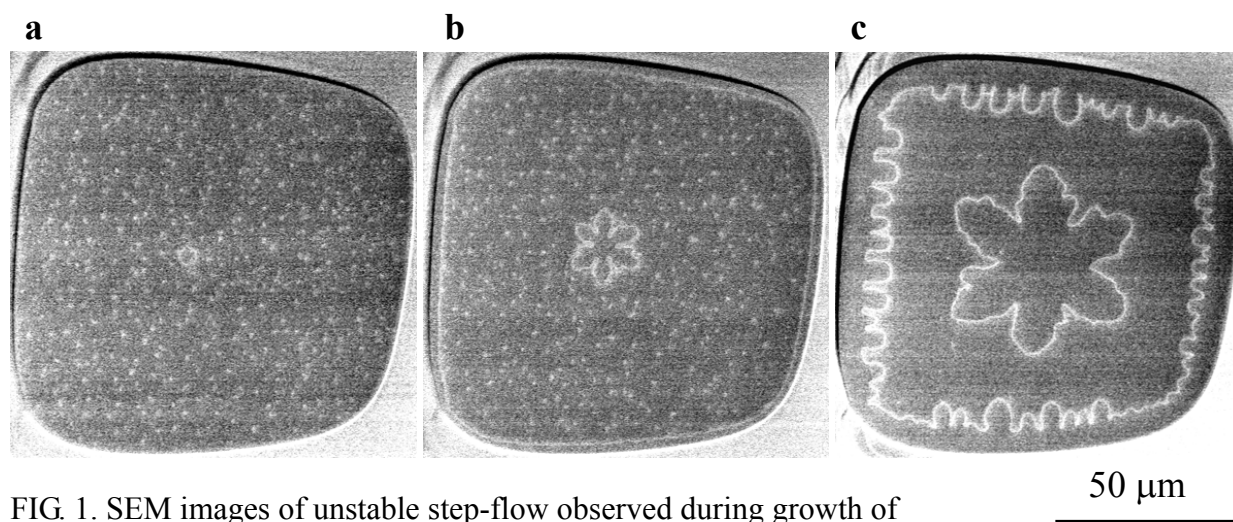 a b c
50 μm
FIG. 1. SEM images of unstable step-flow observed during growth of